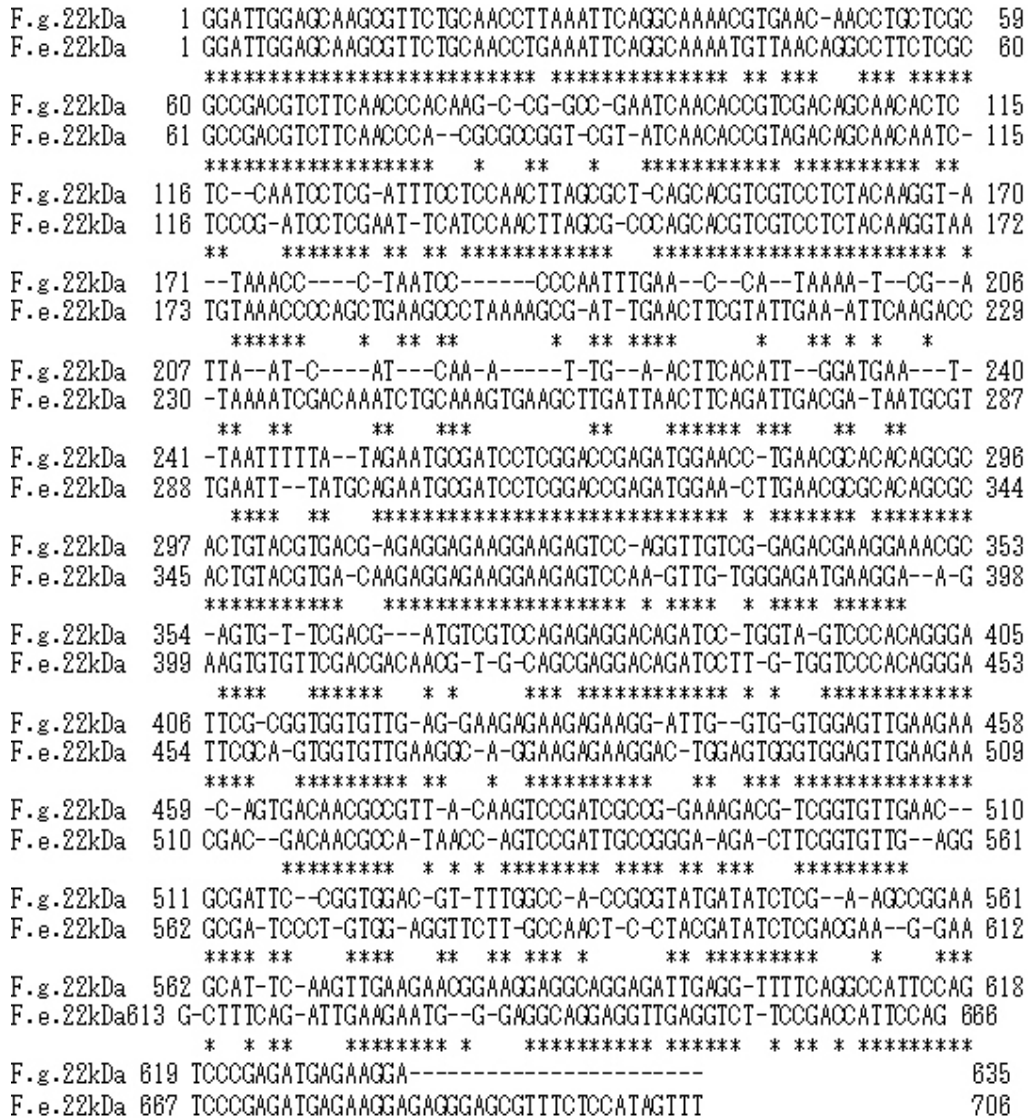 F.g.22kDa 1 GGATTGGAGCAAGCGTTCTGCAACCTTAAATTCAGGCAAAACGTGAAC-AACCTGCTCGC 59
F.e.22kDa 1 GGATTGGAGCAAGCGTTCTGCAACCTGAAATTCAGGCAAAATGTTAACAGGCCTTCTCGC 60
************************** ************** ** *** *** *****
F.g.22kDa 60 GCCGACGTCTTCAACCCACAAG-C-CG-GCC-GAATCAACACCGTCGACAGCAACACTC 115
F.e.22kDa 61 GCCGACGTCTTCAACCCA--CGCGCCGGT-CGT-ATCAACACCGTAGACAGCAACAATC- 115
****************** * ** * ************* ********** **
F.g.22kDa 116 TC--CAATCCTCG-ATTTCCTCCAACTTAGCGCT-CAGCACGTCGTCCTCTACAAGGT-A 170
F.e.22kDa 116 TCCCG-ATCCTCGAAT-TCATCCAACTTAGCG-CCCAGCACGTCGTCCTCTACAAGGTAA 172
** ******* ** ** ************ *********************** *
F.g.22kDa 171 --TAAACC----C-TAATCC------CCCAATTTGAA--C--CA--TAAAA-T--CG--A 206
F.e.22kDa 173 TGTAAACCCCAGCTGAAGCCCTAAAAGCG-AT-TGAACTTCGTATTGAA-ATTCAAGACC 229
****** * ** ** * ** **** * ** * * *
F.g.22kDa 207 TTA--AT-C----AT---CAA-A-----T-TG--A-ACTTCACATT--GGATGAA---T- 240
F.e.22kDa 230 -TAAAATCGACAAATCTGCAAAGTGAAGCTTGATTAACTTCAGATTGACGA-TAATGCGT 287
** ** ** *** ** ****** *** ** **
F.g.22kDa 241 -TAATTTTTA--TAGAATGCGATCCTCGGACCGAGATGGAACC-TGAACGCACACAGCGC 296
F.e.22kDa 288 TGAATT--TATGCAGAATGCGATCCTCGGACCGAGATGGAA-CTTGAACGCGCACAGCGC 344
**** ** **************************** * ******* ********
F.g.22kDa 297 ACTGTACGTGACG-AGAGGAGAAGGAAGAGTCC-AGGTTGTCG-GAGACGAAGGAAACGC 353
F.e.22kDa 345 ACTGTACGTGA-CAAGAGGAGAAGGAAGAGTCCAA-GTTG-TGGGAGATGAAGGA--A-G 398
*********** ******************* * **** * **** ******
F.g.22kDa 354 -AGTG-T-TCGACG---ATGTCGTCCAGAGAGGACAGATCC-TGGTA-GTCCCACAGGGA 405
F.e.22kDa 399 AAGTGTGTTCGACGACAACG-T-G-CAGCGAGGACAGATCCTT-G-TGGTCCCACAGGGA 453
**** ****** * * *** ************ * * ************
F.g.22kDa 406 TTCG-CGGTGGTGTTG-AG-GAAGAGAAGAGAAGG-ATTG--GTG-GTGGAGTTGAAGAA 458
F.e.22kDa 454 TTCGCA-GTGGTGTTGAAGGC-A-GGAAGAGAAGGAC-TGGAGTGGGTGGAGTTGAAGAA 509
**** ********* ** * ********** ** *** **************
F.g.22kDa 459 -C-AGTGACAACGCCGTT-A-CAAGTCCGATCGCCG-GAAAGACG-TCGGTGTTGAAC-- 510
F.e.22kDa 510 CGAC--GACAACGCCA-TAACC-AGTCCGATTGCCGGGA-AGA-CTTCGGTGTTG--AGG 561
********* * * * ******** **** ** *** *********
F.g.22kDa 511 GCGATTC--CGGTGGAC-GT-TTTGGCC-A-CCGCGTATGATATCTCG--A-AGCCGGAA 561
F.e.22kDa 562 GCGA-TCCCT-GTGG-AGGTTCTT-GCCAACT-C-CTACGATATCTCGACGAA--G-GAA 612
**** ** **** ** ** *** * ** ********* * ***
F.g.22kDa 562 GCAT-TC-AAGTTGAAGAACGGAAGGAGGCAGGAGATTGAGG-TTTTCAGGCCATTCCAG 618
F.e.22kDa613 G-CTTTCAG-ATTGAAGAATG--G-GAGGCAGGAGGTTGAGGTCT-TCCGACCATTCCAG 666
* * ** ******** * ********** ****** * ** * *********
F.g.22kDa 619 TCCCGAGATGAGAAGGA----------------------- 635
F.e.22kDa 667 TCCCGAGATGAGAAGGAGAGGGAGCGTTTCTCCATAGTTT 706